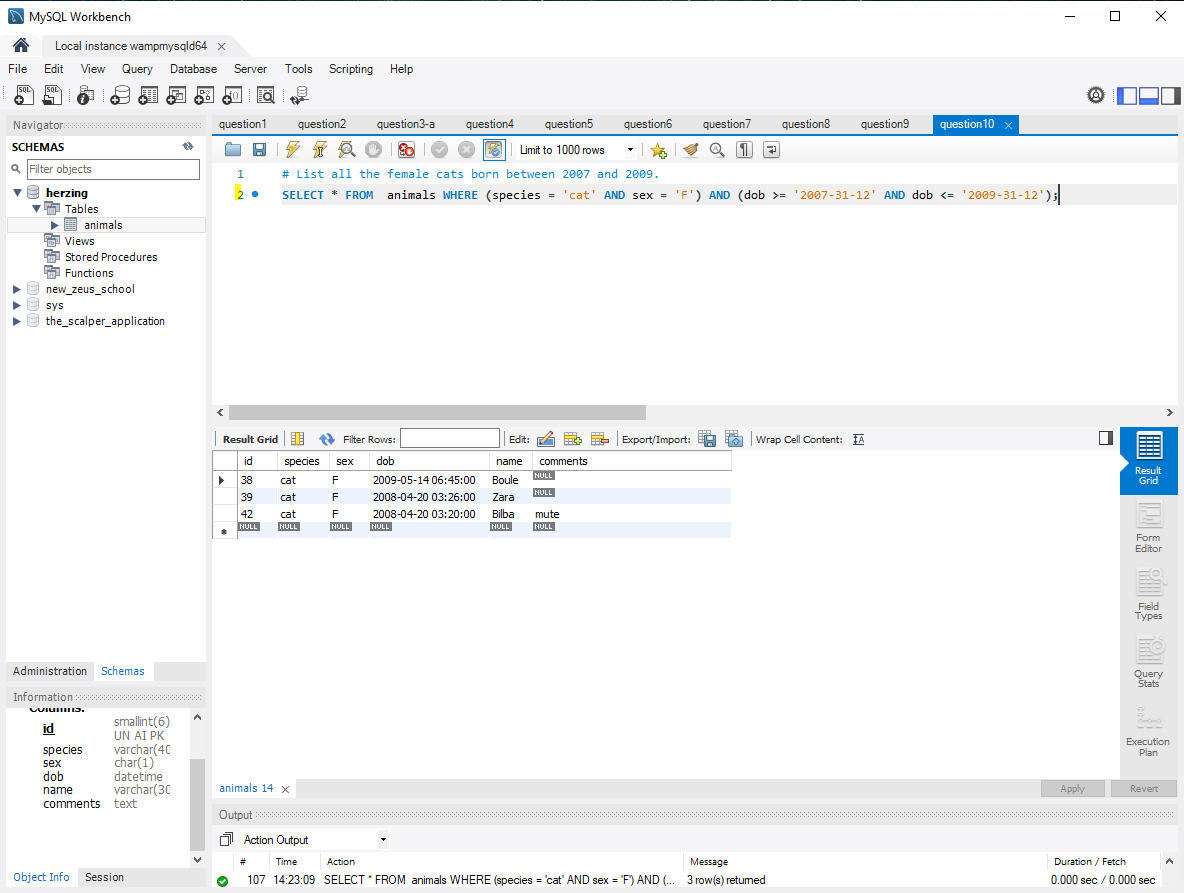 MySQL Workbench
Local instance wampmysqld64
File Edit View Query Database Server Tools Scripting Help
Navigator
SCHEMAS
Filter objects
herzing
Tables
animals
Views
Stored Procedures
Functions
new_zeus_school
sys
the_scalper_application
Administration Schemas
Information
Columns:
id smallint(6)
UN AI PK
species varchar(40
sex char(1)
dob datetime
name varchar(30
comments text
Object Info Session
question1 question2 question3-a question4 question5 question6 question7 question8 question9 question10
Limit to 1000 rows
1 # List all the female cats born between 2007 and 2009.
2 SELECT * FROM  animals WHERE (species = 'cat' AND sex = 'F') AND (dob >= '2007-31-12' AND dob <= '2009-31-12');
Result Grid Filter Rows: Edit: Export/Import: Wrap Cell Content:
id species sex dob name comments
38 cat F 2009-05-14 06:45:00 Boule NULL
39 cat F 2008-04-20 03:26:00 Zara NULL
42 cat F 2008-04-20 03:20:00 Bilba mute
NULL NULL NULL NULL NULL NULL
Result
Grid
Form
Editor
Field
Types
Query
Stats
Execution
Plan
animals 14 Apply Revert
Output
Action Output
# Time Action Message Duration / Fetch
107 14:23:09 SELECT * FROM  animals WHERE (species = 'cat' AND sex = 'F') AND (... 3 row(s) returned 0.000 sec / 0.000 sec